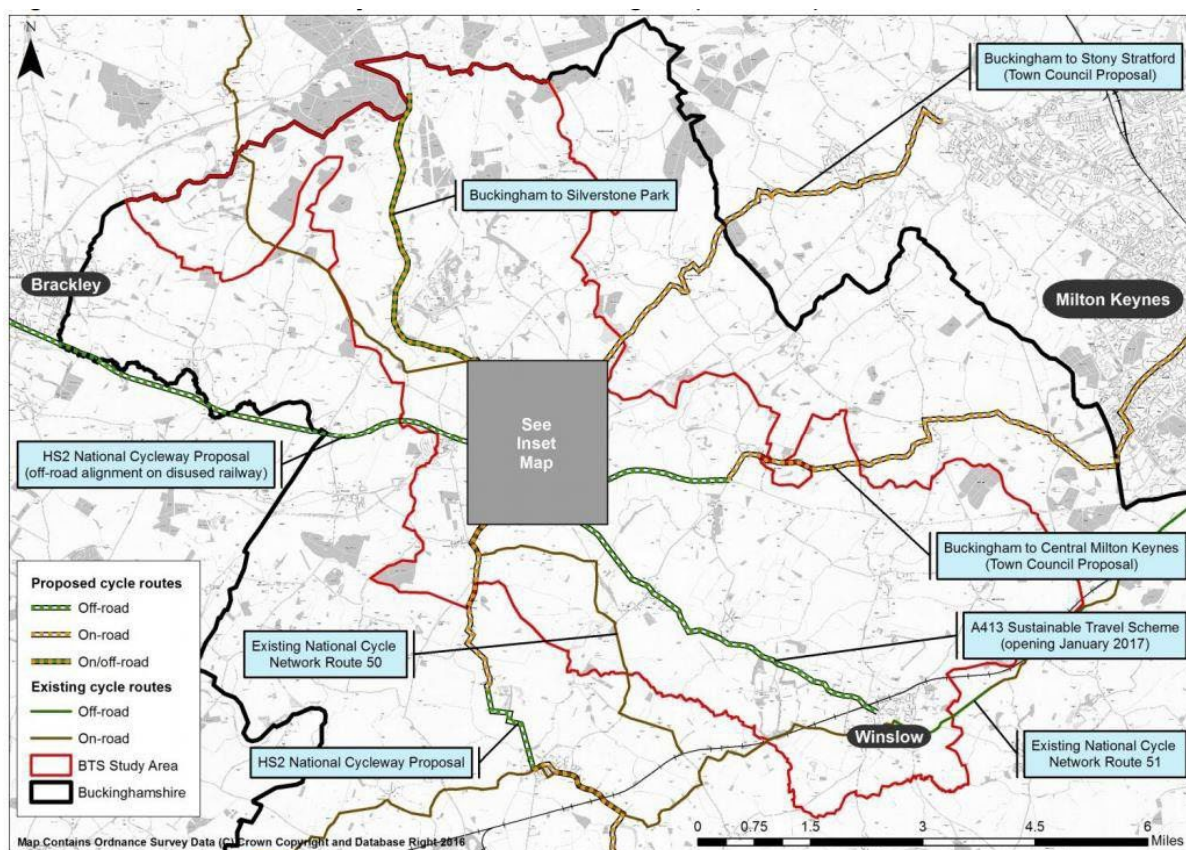 N
Buckingham to Stony Stratford
(Town Council Proposal)
Buckingham to Silverstone Park
Brackley
Milton Keynes
See
Inset
Map
HS2 National Cycleway Proposal
(off-road alignment on disused railway)
Buckingham to Central Milton Keynes
(Town Council Proposal)
Proposed cycle routes
Off-road
On-road
On/off-road
Existing cycle routes
Off-road
On-road
BTS Study Area
Buckinghamshire
Existing National Cycle
Network Route 50
A413 Sustainable Travel Scheme
(opening January 2017)
Winslow
HS2 National Cycleway Proposal
Existing National Cycle
Network Route 51
0 0.75 1.5 3 4.5 6
Miles
Map Contains Ordnance Survey Data (C) Crown Copyright and Database Right 2016